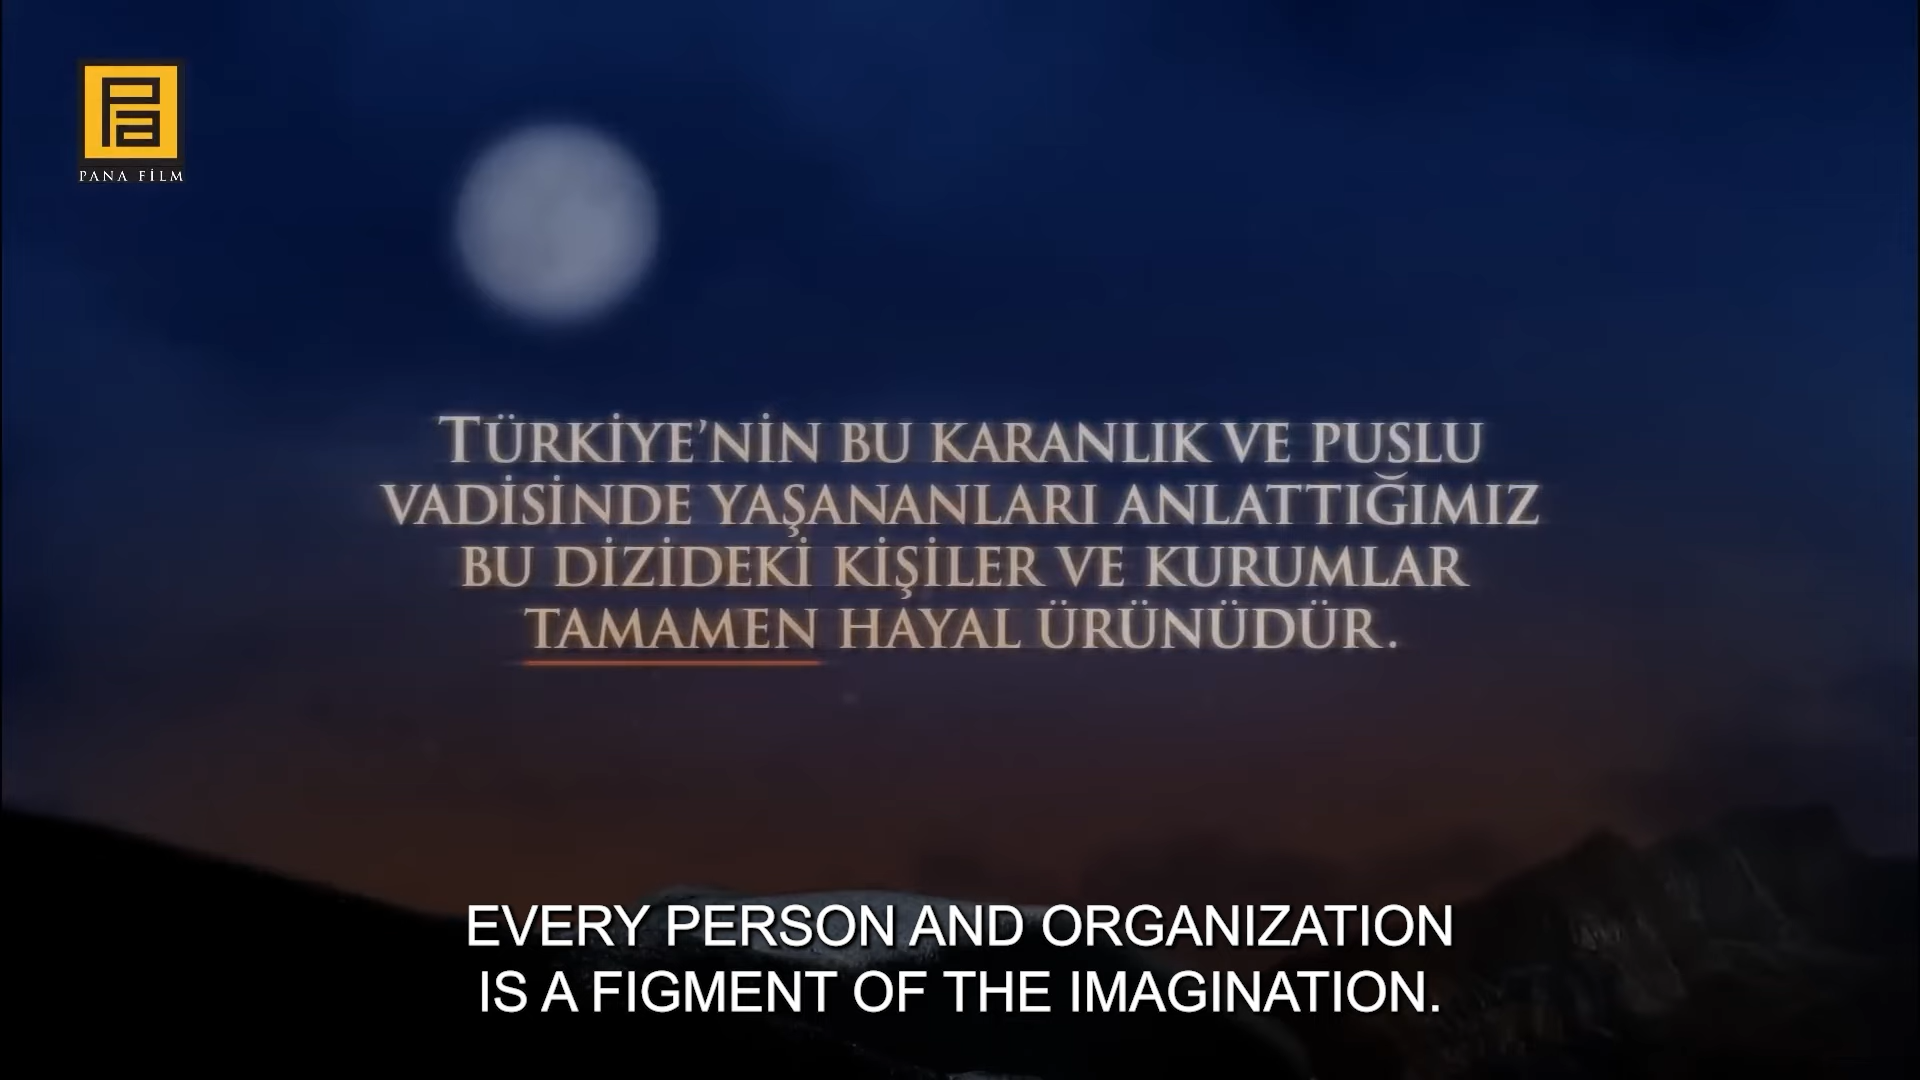 PANA FİLM
TÜRKİYE'NİN BU KARANLIK VE PUSLU
VADİSİNDE YAŞANANLARI ANLATTIĞIMIZ
BU DİZİDEKİ KİŞİLER VE KURUMLAR
TAMAMEN HAYAL ÜRÜNÜDÜR.
EVERY PERSON AND ORGANIZATION
IS A FIGMENT OF THE IMAGINATION.